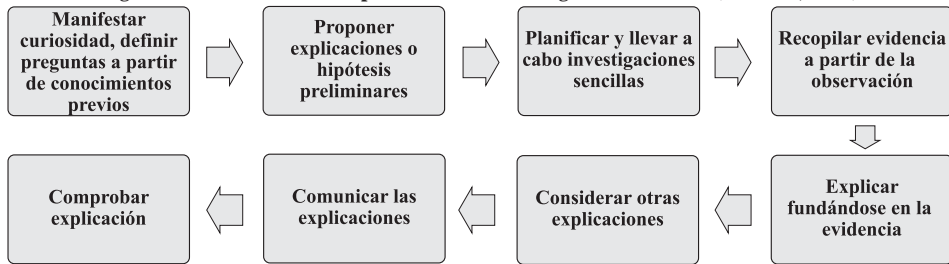 Manifestar
curiosidad, definir
preguntas a partir
de conocimientos
previos
Proponer
explicaciones o
hipótesis
preliminares
Planificar y llevar a
cabo investigaciones
sencillas
Recopilar evidencia
a partir de la
observación
Explicar
fundándose en la
evidencia
Considerar otras
explicaciones
Comunicar las
explicaciones
Comprobar
explicación